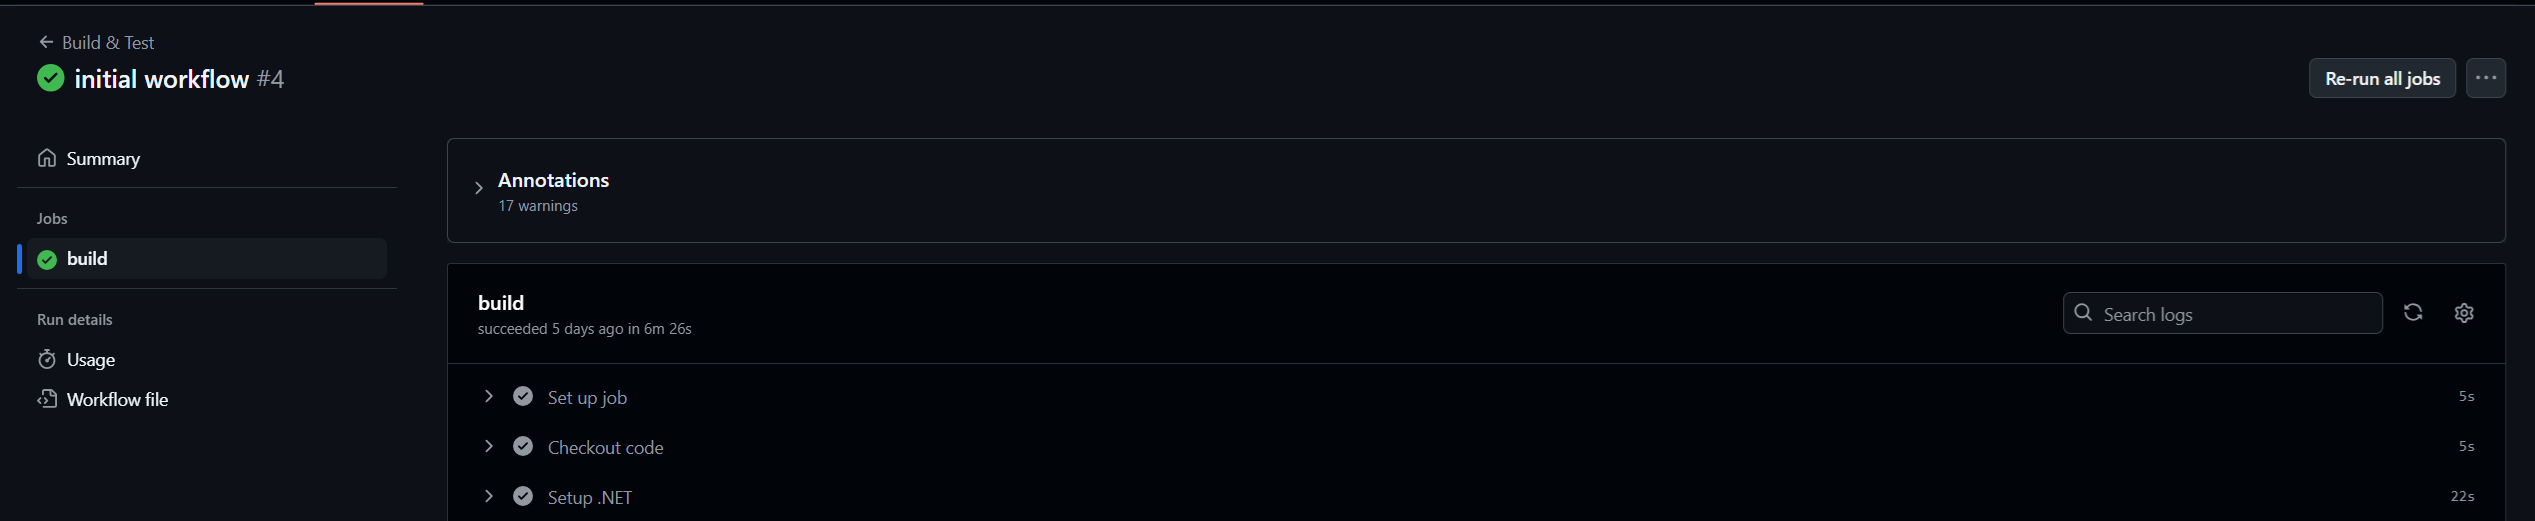 Build & Test
initial workflow #4
Re-run all jobs
Summary
Jobs
build
Run details
Usage
Workflow file
Annotations
17 warnings
build
succeeded 5 days ago in 6m 26s
Search logs
Set up job 5s
Checkout code 5s
Setup .NET 22s